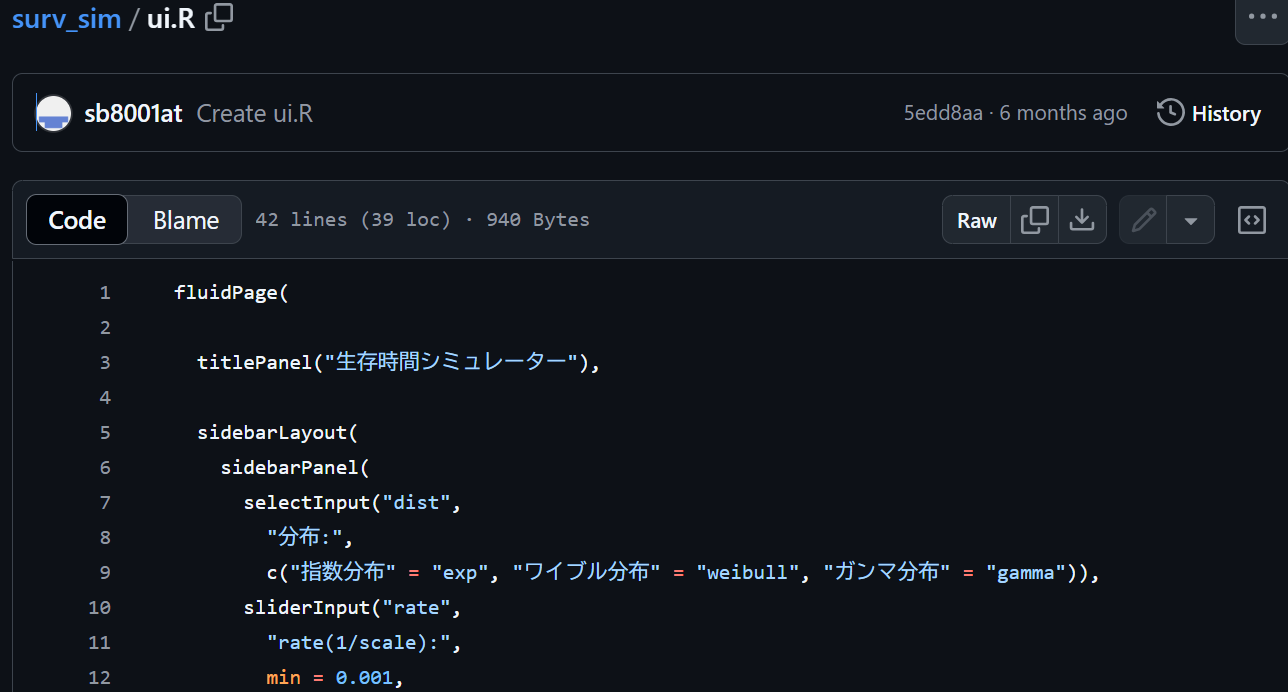 surv_sim / ui.R
sb8001at Create ui.R 5edd8aa · 6 months ago History
Code Blame 42 lines (39 loc) · 940 Bytes Raw
1 fluidPage(
2
3 titlePanel("生存時間シミュレーター"),
4
5 sidebarLayout(
6 sidebarPanel(
7 selectInput("dist",
8 "分布:",
9 c("指数分布" = "exp", "ワイブル分布" = "weibull", "ガンマ分布" = "gamma")),
10 sliderInput("rate",
11 "rate(1/scale):",
12 min = 0.001,